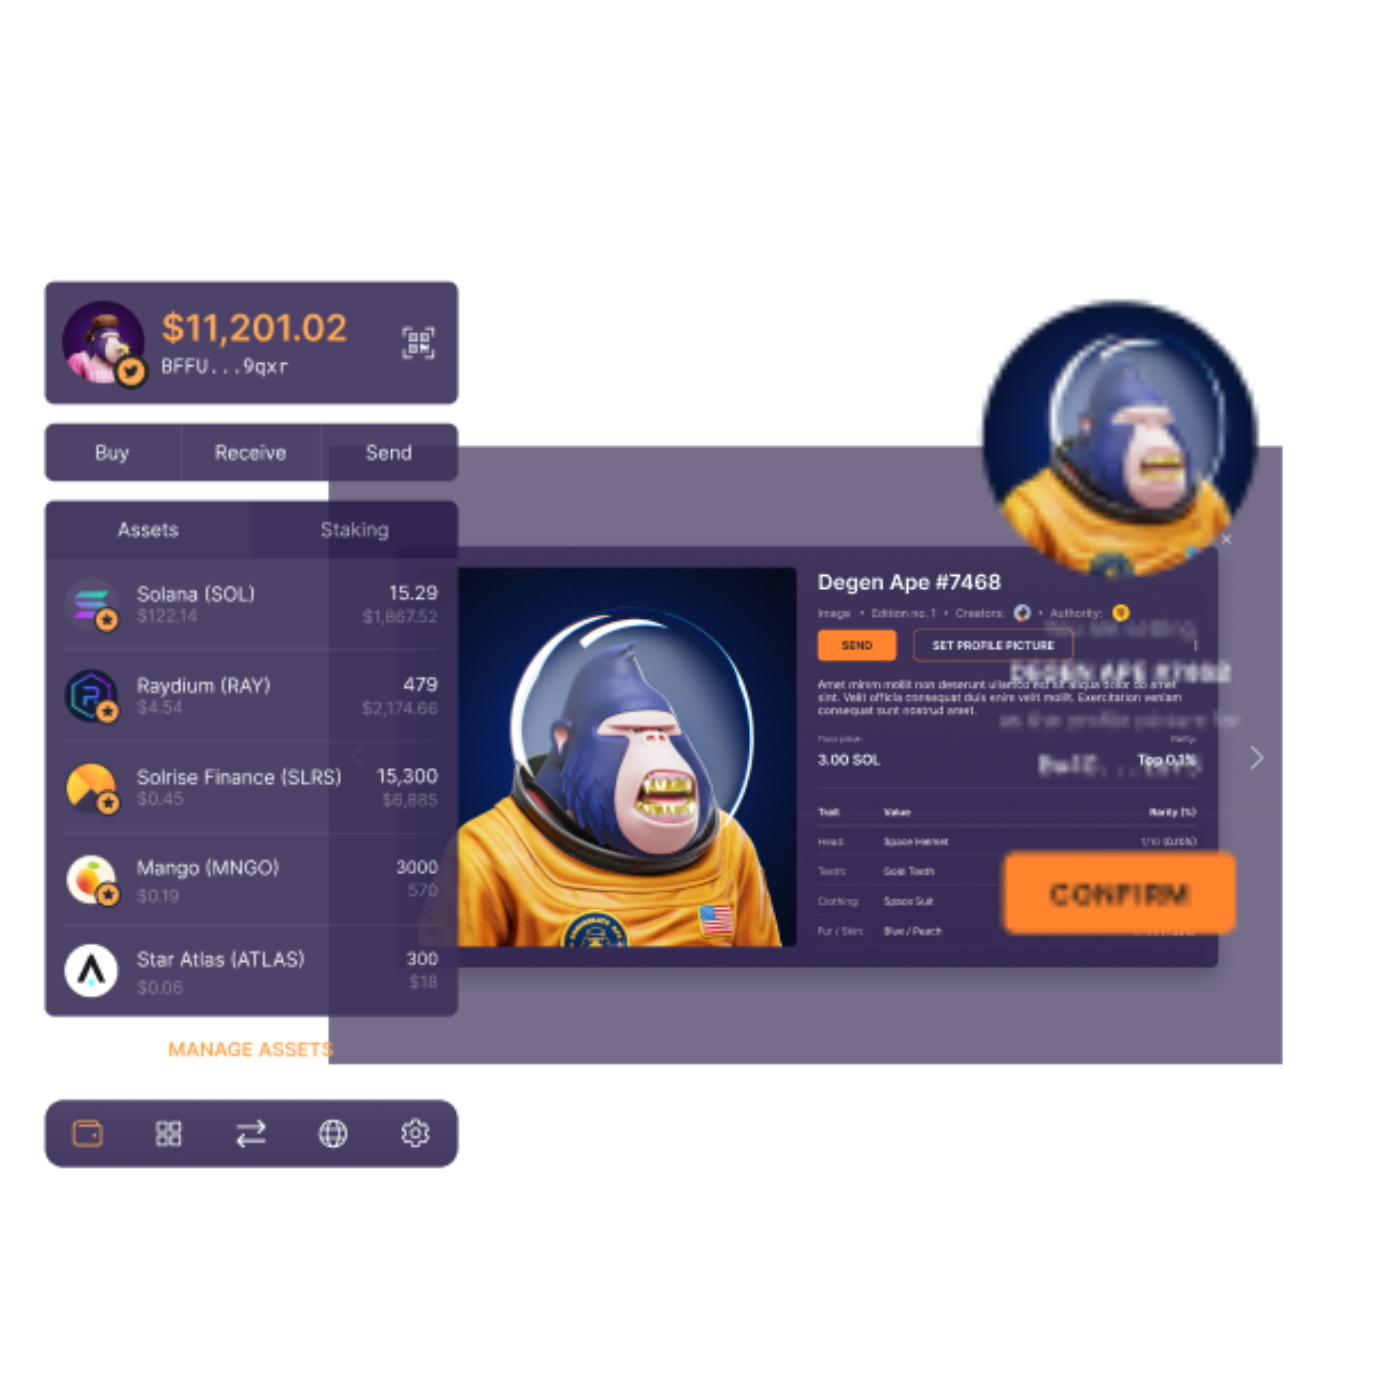 $11,201.02
BFFU...9qxr
Buy Receive Send
Assets Staking
Solana (SOL) 15.29
$122.14 $1,867.52
Raydium (RAY) 479
$4.54 $2,174.66
Solrise Finance (SLRS) 15,300
$0.45 $6,885
Mango (MNGO) 3000
$0.19 570
Star Atlas (ATLAS) 300
$0.06 $18
MANAGE ASSETS
Degen Ape #7468
Image • Edition no. 1 • Creators: • Authority:
SEND SET PROFILE PICTURE
DEGEN APE
Amet minim mollit non deserunt ullamco est sit aliqua dolor do amet
sint. Velit officia consequat duis enim velit mollit. Exercitation veniam
consequat sunt nostrud amet.
as the profile picture for
Floor price: Rarity:
3.00 SOL Top 0,1%
Trait Value Rarity (%)
Head: Space Helmet
Teeth: Gold Teeth
Clothing: Space Suit
Fur / Skin: Blue / Peach
CONFIRM